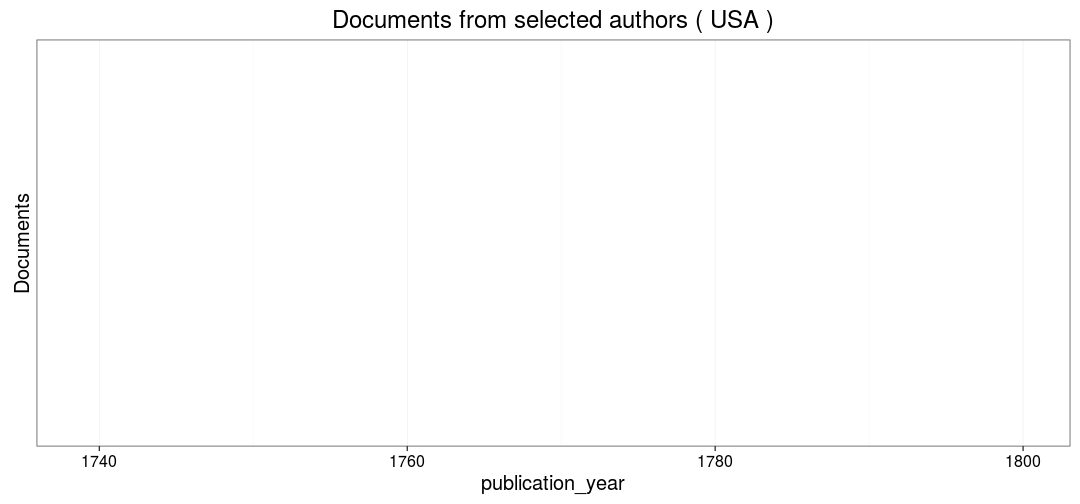 Documents from selected authors ( USA )
Documents
1740 1760 1780 1800
publication_year